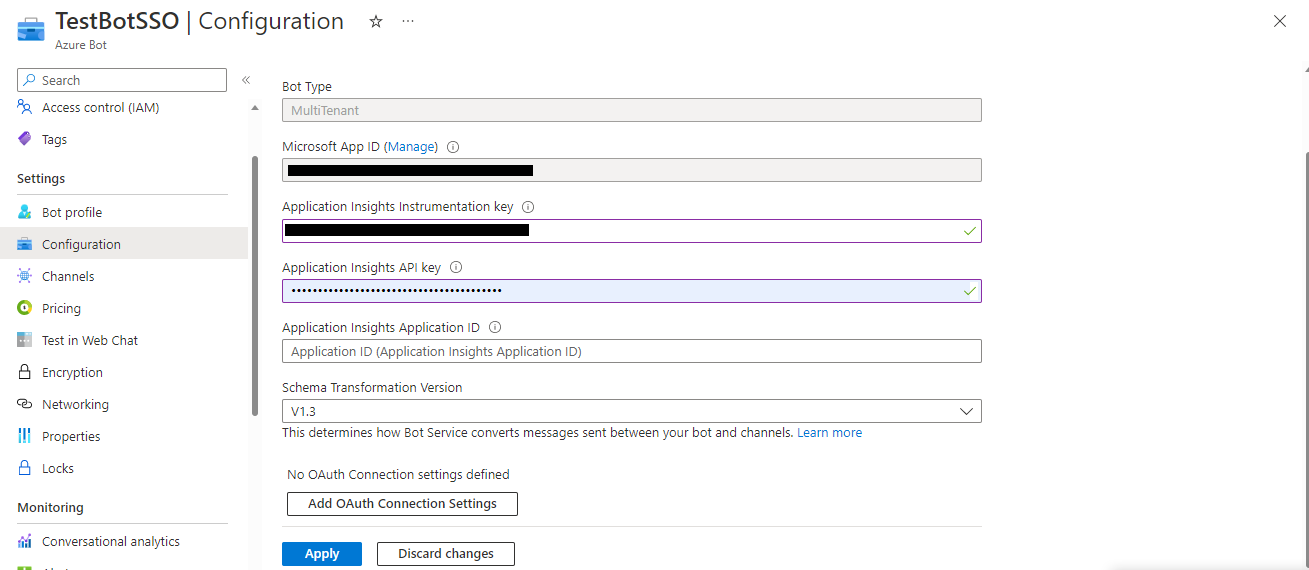 TestBotSSO | Configuration
Azure Bot
Search
Access control (IAM)
Tags
Settings
Bot profile
Configuration
Channels
Pricing
Test in Web Chat
Encryption
Networking
Properties
Locks
Monitoring
Conversational analytics
Bot Type
MultiTenant
Microsoft App ID (Manage)
Application Insights Instrumentation key
Application Insights API key
••••••••••••••••••••••••••••••••••••••••
Application Insights Application ID
Application ID (Application Insights Application ID)
Schema Transformation Version
V1.3
This determines how Bot Service converts messages sent between your bot and channels. Learn more
No OAuth Connection settings defined
Add OAuth Connection Settings
Apply
Discard changes